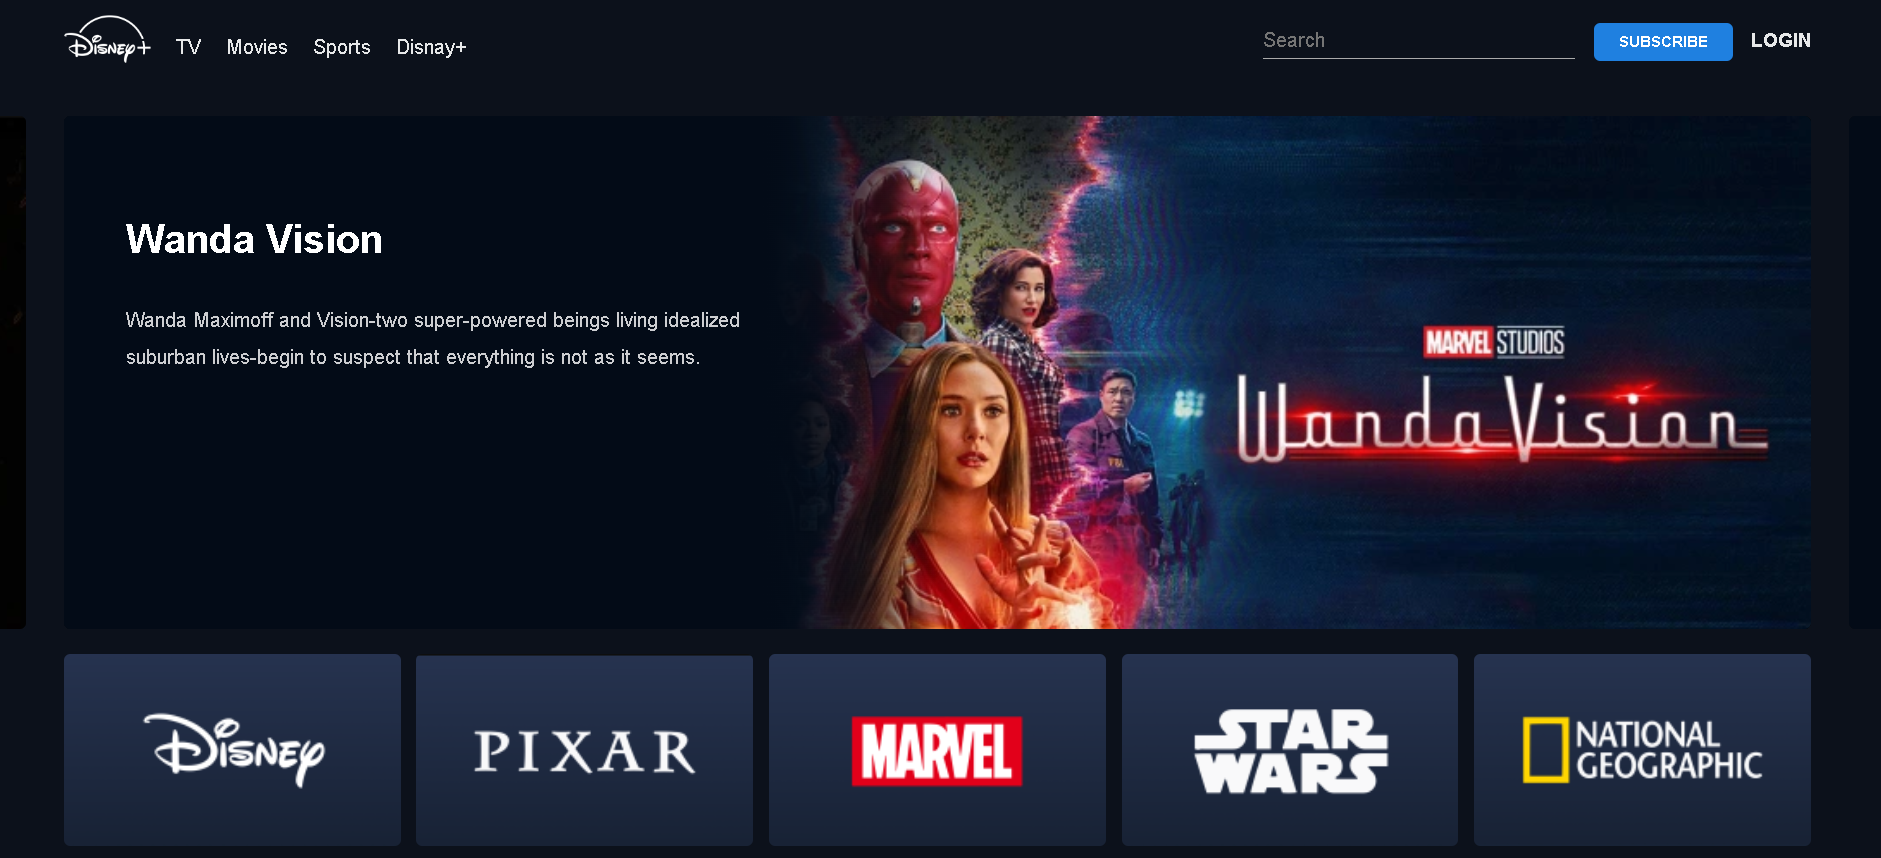 Disney+
TV Movies Sports Disnay+
Search
SUBSCRIBE
LOGIN
Wanda Vision
Wanda Maximoff and Vision-two super-powered beings living idealized
suburban lives-begin to suspect that everything is not as it seems.
MARVEL STUDIOS
WandaVision
Disney
PIXAR
MARVEL
STAR
WARS
NATIONAL
GEOGRAPHIC